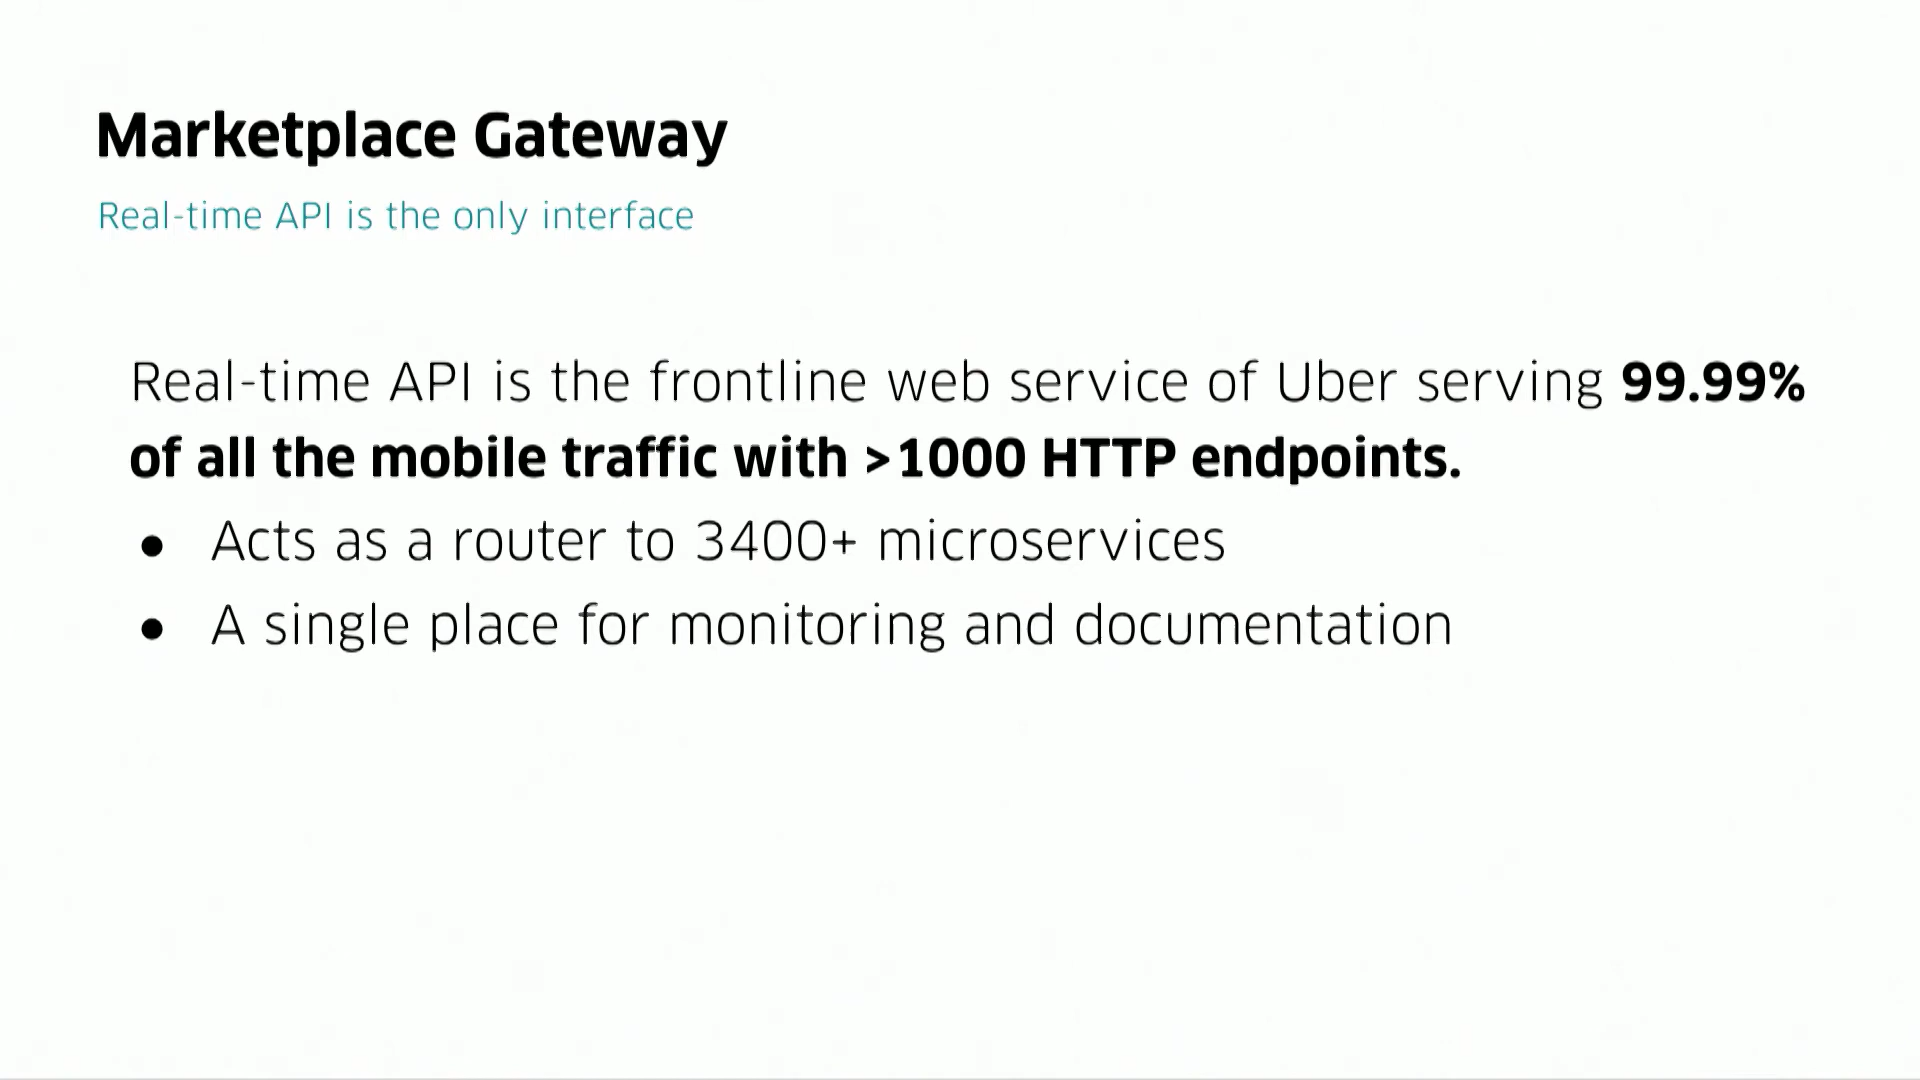 Marketplace Gateway
Real-time API is the only interface
Real-time API is the frontline web service of Uber serving 99.99%
of all the mobile traffic with >1000 HTTP endpoints.
● Acts as a router to 3400+ microservices
● A single place for monitoring and documentation